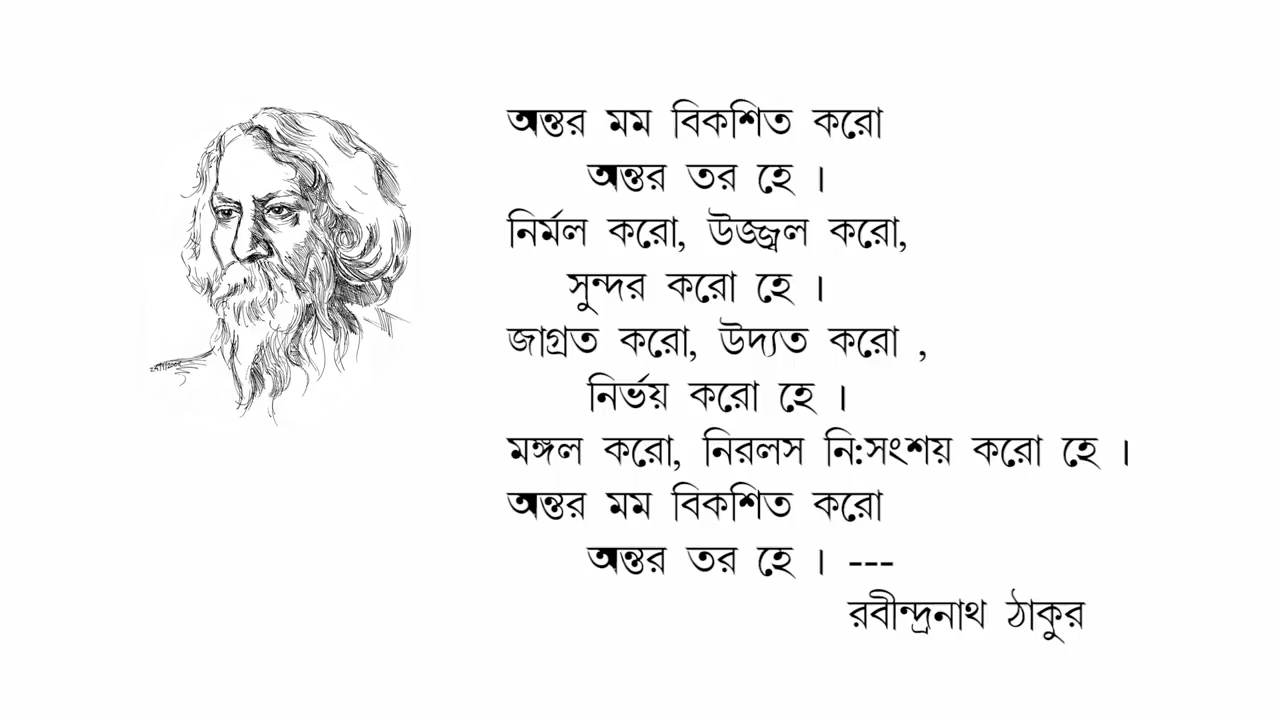 অন্তর মম বিকশিত করো
অন্তর তর হে ।
নির্মল করো, উজ্জ্বল করো,
সুন্দর করো হে ।
জাগ্রত করো, উদ্যত করো ,
নির্ভয় করো হে ।
মঙ্গল করো, নিরলস নি:সংশয় করো হে ।
অন্তর মম বিকশিত করো
অন্তর তর হে । ---
রবীন্দ্রনাথ ঠাকুর